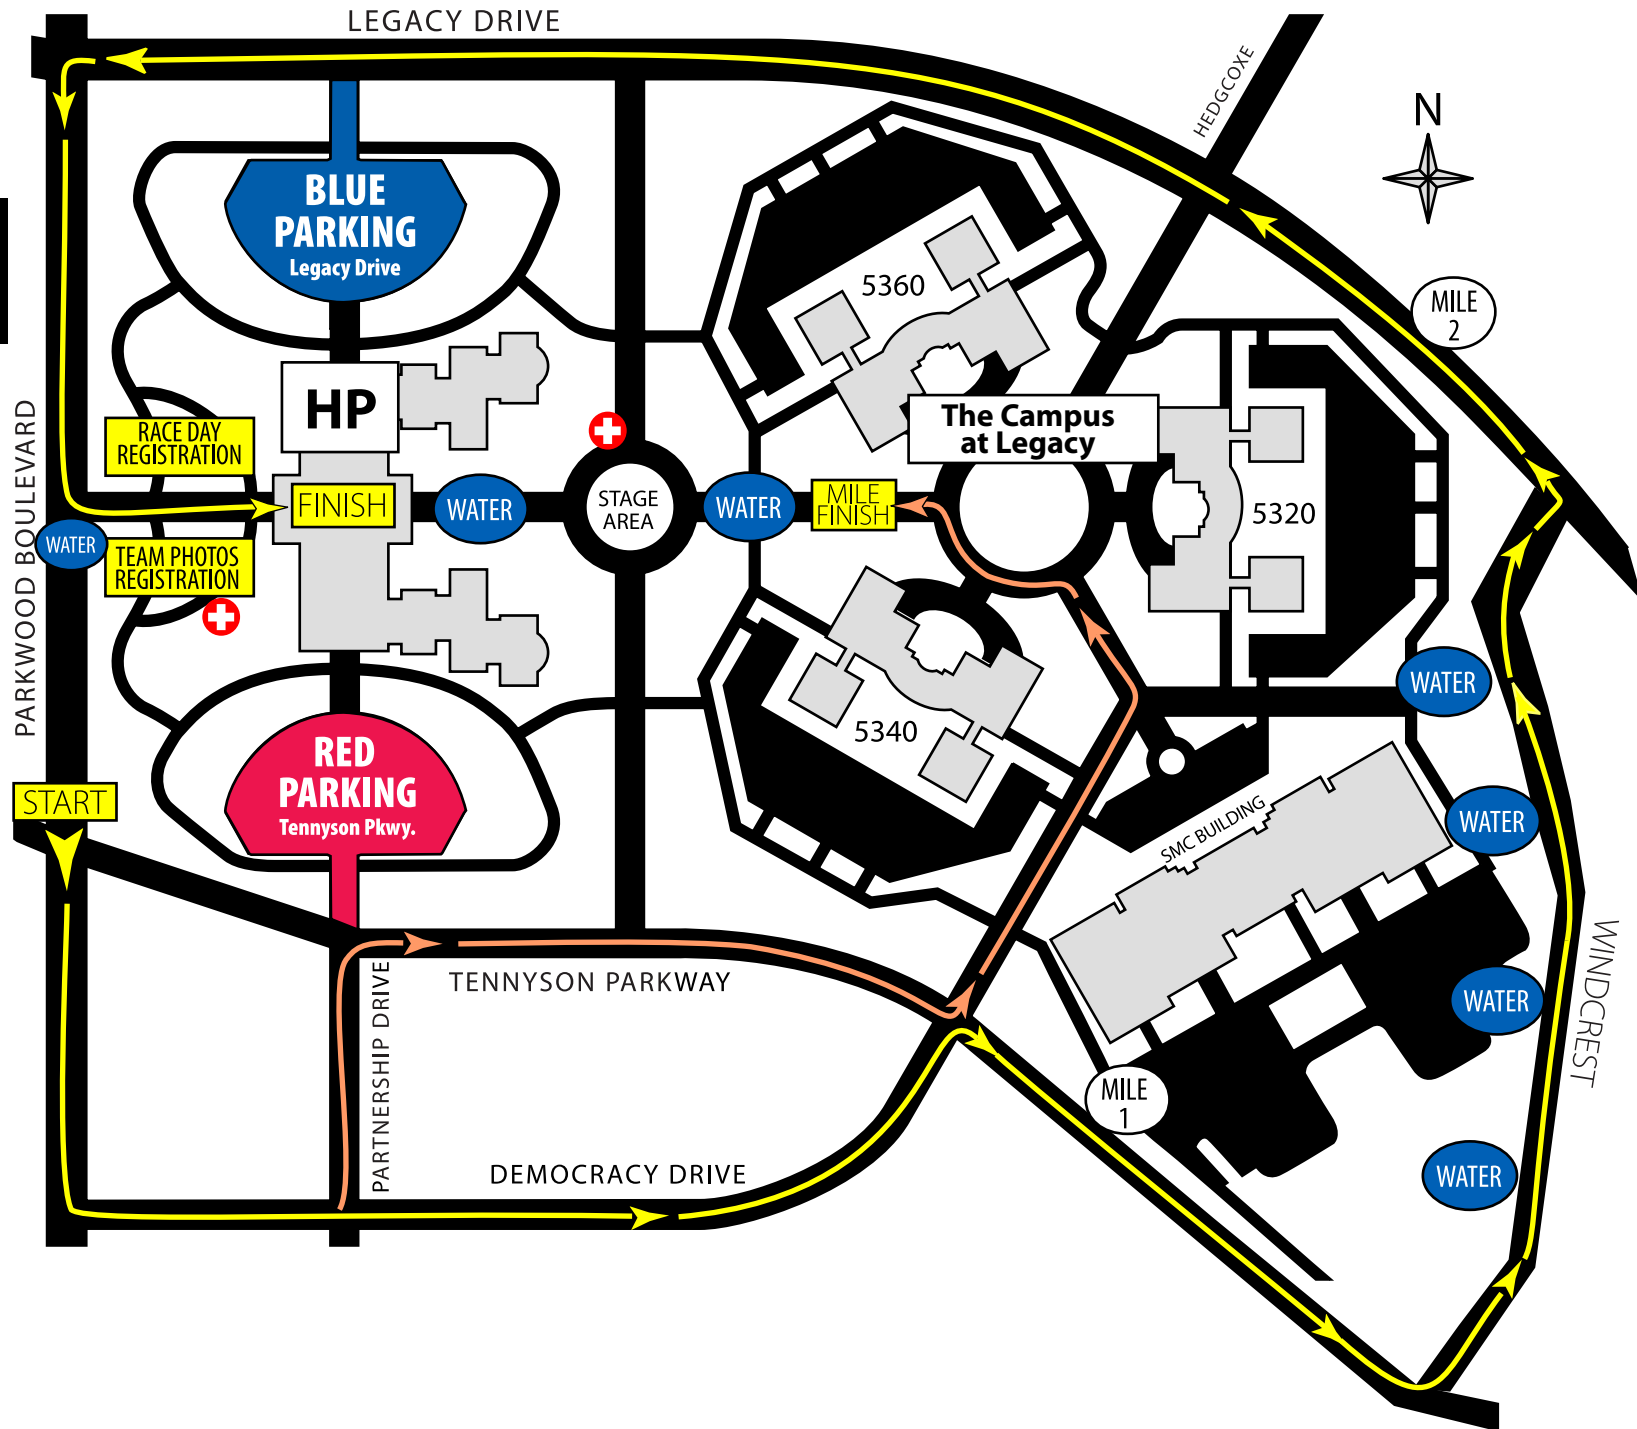 LEGACY DRIVE
HEDGCOXE
N
BLUE
PARKING
Legacy Drive
MILE
2
5360
HP
The Campus
at Legacy
RACE DAY
REGISTRATION
PARKWOOD BOULEVARD
FINISH
WATER
STAGE
AREA
WATER
MILE
FINISH
5320
WATER
TEAM PHOTOS
REGISTRATION
WATER
5340
RED
PARKING
Tennyson Pkwy.
START
SMC BUILDING
WATER
TENNYSON PARKWAY
PARTNERSHIP DRIVE
WATER
WINDCREST
MILE
1
DEMOCRACY DRIVE
WATER